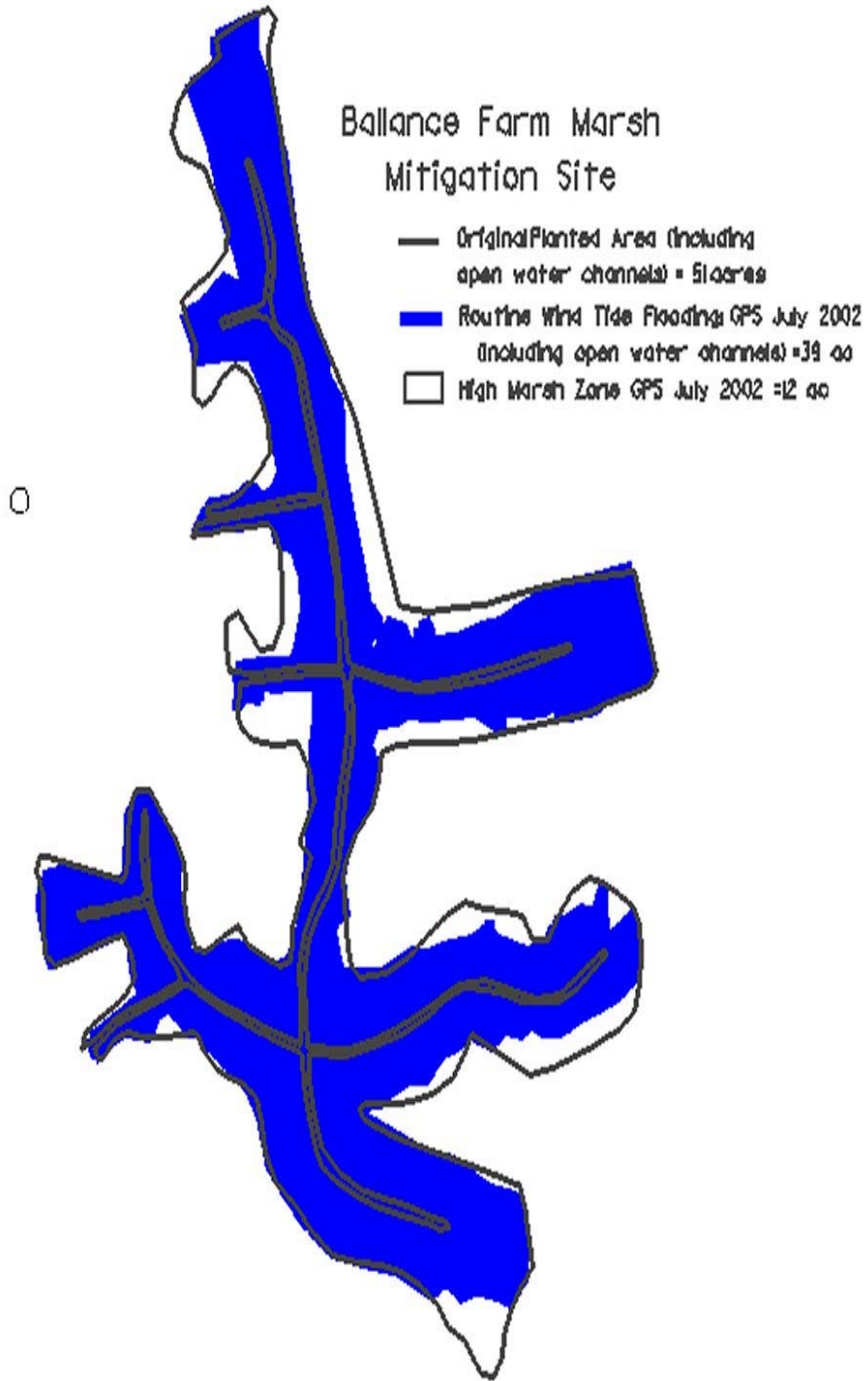 Ballance Farm Marsh
Mitigation Site
Original Planted Area (including
open water channels) = 51 acres
Routine Wind Tide Flooding: GPS July 2002
(including open water channels) =39 ac
High Marsh Zone GPS July 2002 =12 ac